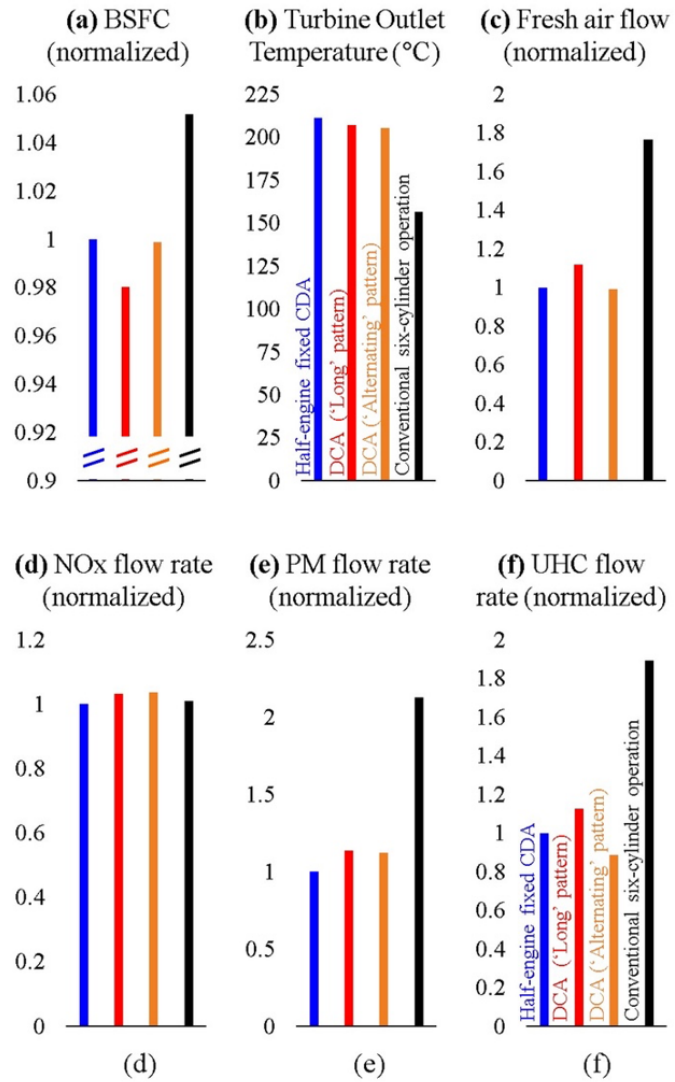 (a) BSFC
(normalized)
1.06
1.04
1.02
1
0.98
0.96
0.94
0.92
0.9
(b) Turbine Outlet
Temperature (°C)
225
200
175
150
125
100
75
50
25
0
Half-engine fixed CDA
DCA (‘Long’ pattern)
DCA (‘Alternating’ pattern)
Conventional six-cylinder operation
(c) Fresh air flow
(normalized)
2
1.8
1.6
1.4
1.2
1
0.8
0.6
0.4
0.2
0
(d) NOx flow rate
(normalized)
1.2
1
0.8
0.6
0.4
0.2
0
(d)
(e) PM flow rate
(normalized)
2.5
2
1.5
1
0.5
0
(e)
(f) UHC flow
rate (normalized)
2
1.8
1.6
1.4
1.2
1
0.8
0.6
0.4
0.2
0
Half-engine fixed CDA
DCA (‘Long’ pattern)
DCA (‘Alternating’ pattern)
Conventional six-cylinder operation
(f)